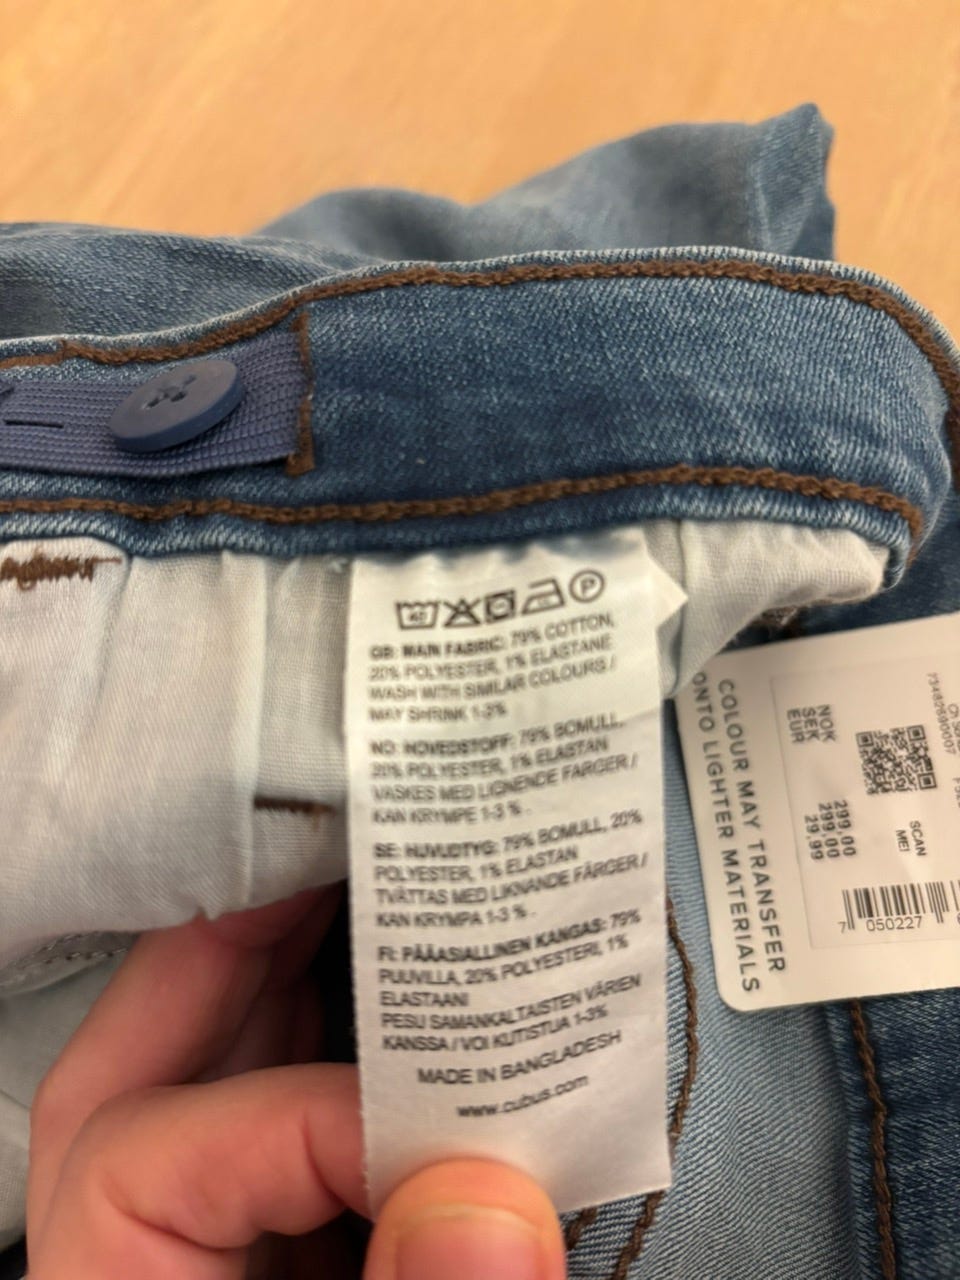 40
P
GB: MAIN FABRIC: 79% COTTON,
20% POLYESTER, 1% ELASTANE
WASH WITH SIMILAR COLOURS /
MAY SHRINK 1-3%
NO: HOVEDSTOFF: 79% BOMULL,
20% POLYESTER, 1% ELASTAN
VASKES MED LIGNENDE FARGER /
KAN KRYMPE 1-3 % .
SE: HUVUDTYG: 79% BOMULL, 20%
POLYESTER, 1% ELASTAN
TVÄTTAS MED LIKNANDE FÄRGER /
KAN KRYMPA 1-3 % .
FI: PÄÄASIALLINEN KANGAS: 79%
PUUVILLA, 20% POLYESTERI, 1%
ELASTAANI
PESU SAMANKALTAISTEN VÄRIEN
KANSSA / VOI KUTISTUA 1-3%
MADE IN BANGLADESH
www.cubus.com
COLOUR MAY TRANSFER
ONTO LIGHTER MATERIALS
NOK 299,00
SEK 299,00
EUR 29,99
SCAN
ME!
7 050227